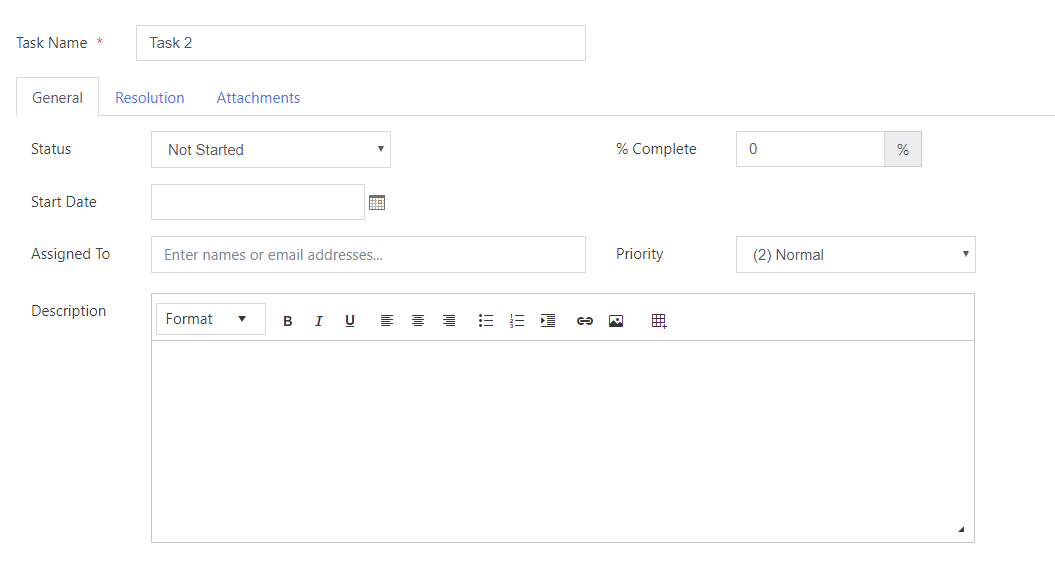 Task Name * Task 2
General Resolution Attachments
Status Not Started % Complete 0 %
Start Date
Assigned To Enter names or email addresses... Priority (2) Normal
Description Format B I U